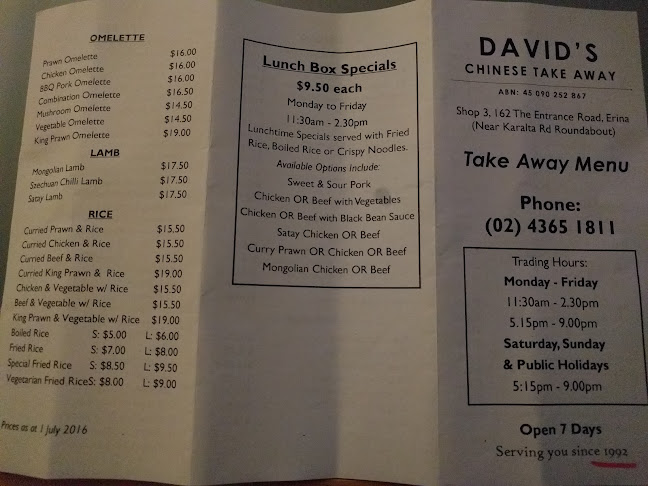 OMELETTE
Prawn Omelette $16.00
Chicken Omelette $16.00
BBQ Pork Omelette $16.00
Combination Omelette $16.50
Mushroom Omelette $14.50
Vegetable Omelette $14.50
King Prawn Omelette $19.00
LAMB
Mongolian Lamb $17.50
Szechuan Chilli Lamb $17.50
Satay Lamb $17.50
RICE
Curried Prawn & Rice $15.50
Curried Chicken & Rice $15.50
Curried Beef & Rice $15.50
Curried King Prawn & Rice $19.00
Chicken & Vegetable w/ Rice $15.50
Beef & Vegetable w/ Rice $15.50
King Prawn & Vegetable w/ Rice $19.00
Boiled Rice S: $5.00 L: $6.00
Fried Rice S: $7.00 L: $8.00
Special Fried Rice S: $8.50 L: $9.50
Vegetarian Fried Rice S: $8.00 L: $9.00
Prices as at 1 July 2016
Lunch Box Specials
$9.50 each
Monday to Friday
11:30am - 2.30pm
Lunchtime Specials served with Fried
Rice, Boiled Rice or Crispy Noodles.
Available Options Include:
Sweet & Sour Pork
Chicken OR Beef with Vegetables
Chicken OR Beef with Black Bean Sauce
Satay Chicken OR Beef
Curry Prawn OR Chicken OR Beef
Mongolian Chicken OR Beef
DAVID'S
CHINESE TAKE AWAY
ABN: 45 090 252 867
Shop 3, 162 The Entrance Road, Erina
(Near Karalta Rd Roundabout)
Take Away Menu
Phone:
(02) 4365 1811
Trading Hours:
Monday - Friday
11:30am - 2.30pm
5.15pm - 9.00pm
Saturday, Sunday
& Public Holidays
5:15pm - 9.00pm
Open 7 Days
Serving you since 1992